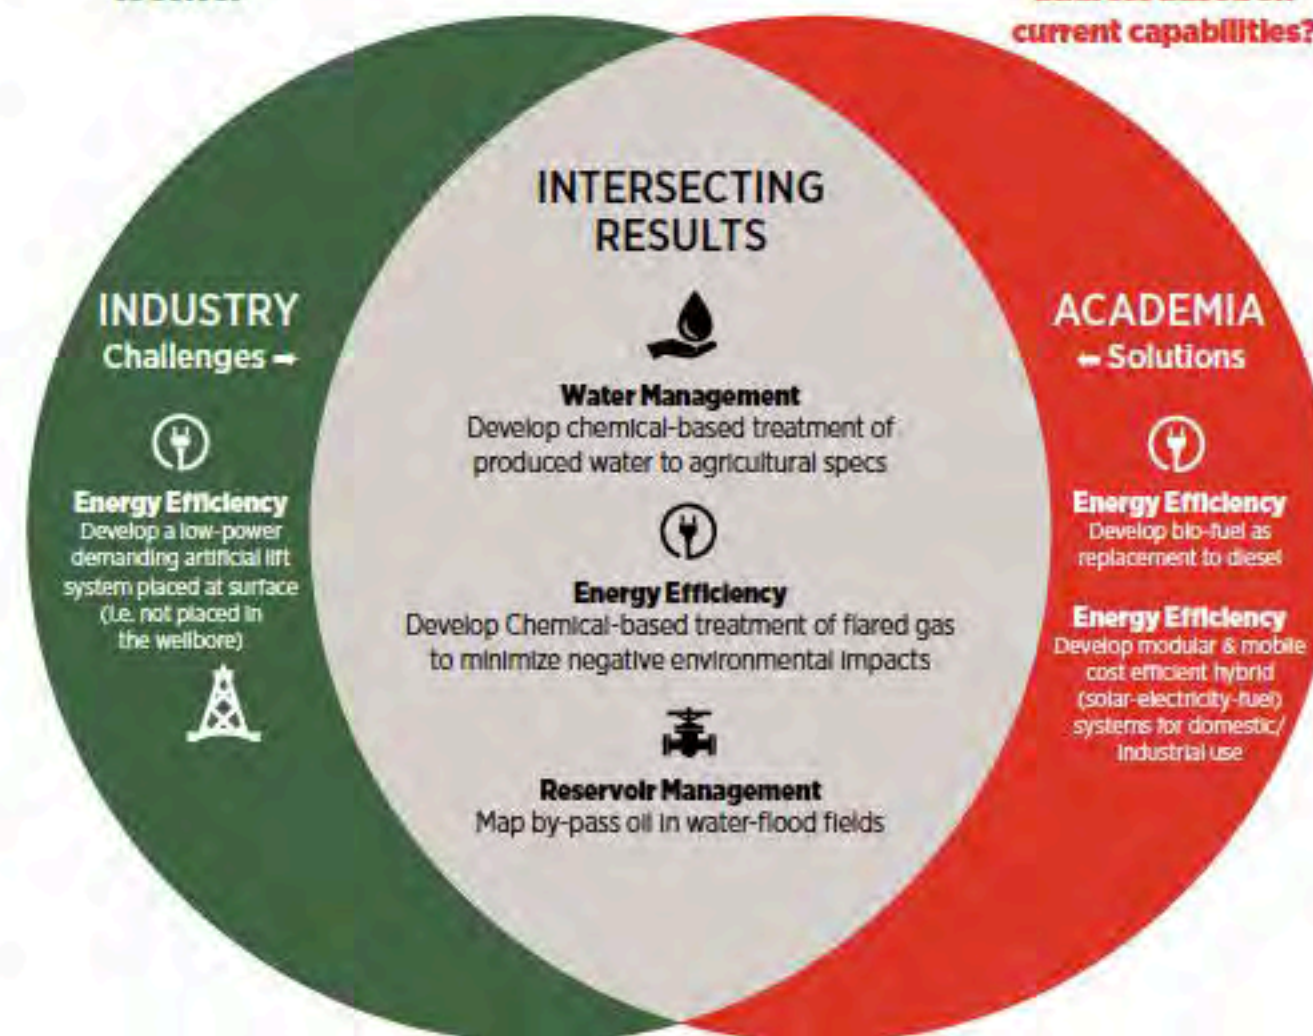 current capabilities?
INTERSECTING
RESULTS
INDUSTRY
Challenges ➡
ACADEMIA
⬅ Solutions
Water Management
Develop chemical-based treatment of
produced water to agricultural specs
Energy Efficiency
Develop a low-power
demanding artificial lift
system placed at surface
(i.e. not placed in
the wellbore)
Energy Efficiency
Develop Chemical-based treatment of flared gas
to minimize negative environmental impacts
Reservoir Management
Map by-pass oil in water-flood fields
Energy Efficiency
Develop bio-fuel as
replacement to diesel
Energy Efficiency
Develop modular & mobile
cost efficient hybrid
(solar-electricity-fuel)
systems for domestic/
industrial use